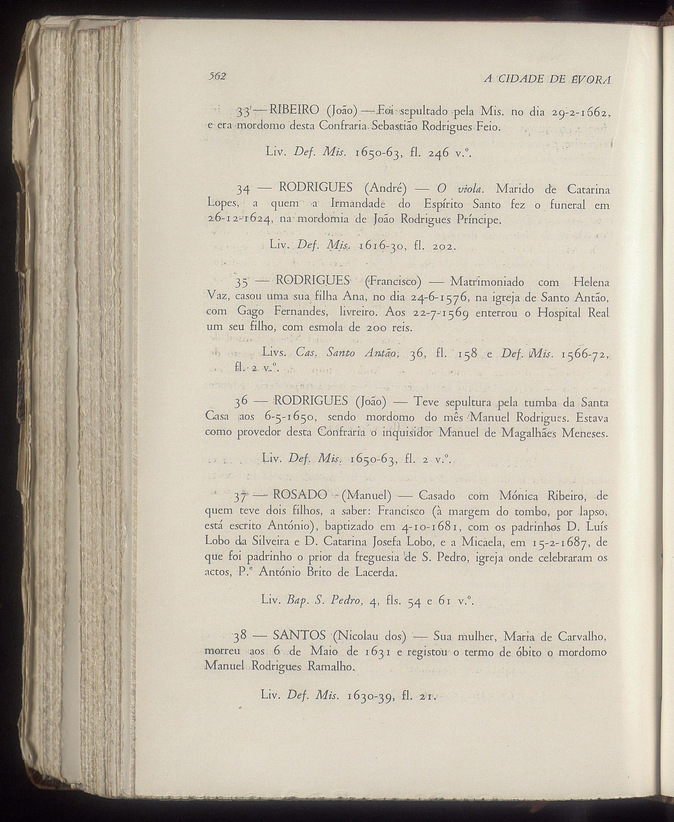 562
A CIDADE DE ÉVORA
33 — RIBEIRO (João) — Foi sepultado pela Mis. no dia 29-2-1662,
e era mordomo desta Confraria Sebastião Rodrigues Feio.
Liv. Def. Mis. 1650-63, fl. 246 v.º.
34 — RODRIGUES (André) — O viola. Marido de Catarina
Lopes, a quem a Irmandade do Espírito Santo fez o funeral em
26-12-1624, na mordomia de João Rodrigues Príncipe.
Liv. Def. Mis. 1616-30, fl. 202.
35 — RODRIGUES (Francisco) — Matrimoniado com Helena
Vaz, casou uma sua filha Ana, no dia 24-6-1576, na igreja de Santo Antão,
com Gago Fernandes, livreiro. Aos 22-7-1569 enterrou o Hospital Real
um seu filho, com esmola de 200 reis.
Livs. Cas. Santo Antão, 36, fl. 158 e Def. Mis. 1566-72,
fl. 2 v.º.
36 — RODRIGUES (João) — Teve sepultura pela tumba da Santa
Casa aos 6-5-1650, sendo mordomo do mês Manuel Rodrigues. Estava
como provedor desta Confraria o inquisidor Manuel de Magalhães Meneses.
Liv. Def. Mis. 1650-63, fl. 2 v.º.
37 — ROSADO (Manuel) — Casado com Mónica Ribeiro, de
quem teve dois filhos, a saber: Francisco (à margem do tombo, por lapso,
está escrito António), baptizado em 4-10-1681, com os padrinhos D. Luís
Lobo da Silveira e D. Catarina Josefa Lobo, e a Micaela, em 15-2-1687, de
que foi padrinho o prior da freguesia de S. Pedro, igreja onde celebraram os
actos, P.e António Brito de Lacerda.
Liv. Bap. S. Pedro, 4, fls. 54 e 61 v.º.
38 — SANTOS (Nicolau dos) — Sua mulher, Maria de Carvalho,
morreu aos 6 de Maio de 1631 e registou o termo de óbito o mordomo
Manuel Rodrigues Ramalho.
Liv. Def. Mis. 1630-39, fl. 21.